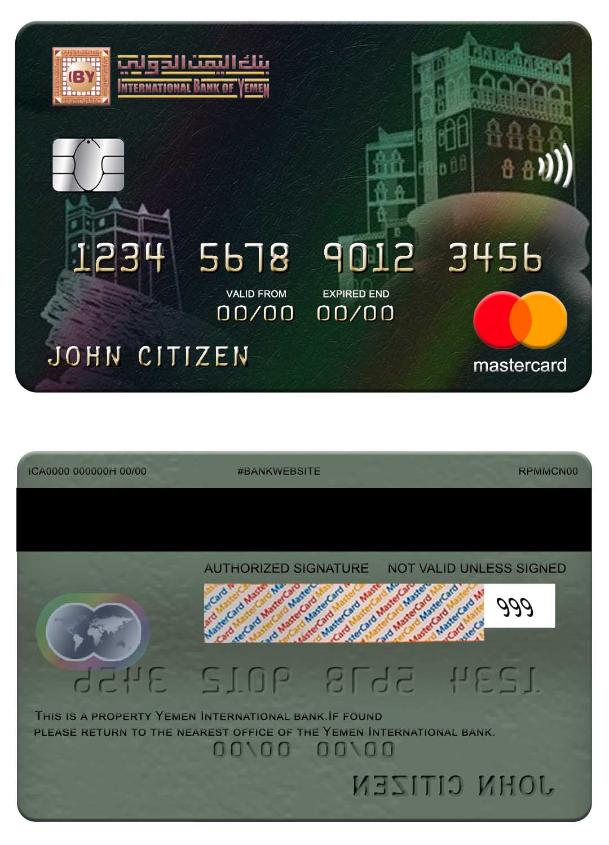 IBY
بنك اليمن الدولي
INTERNATIONAL BANK OF YEMEN
1234 5678 9012 3456
VALID FROM EXPIRED END
00/00 00/00
JOHN CITIZEN
mastercard
ICA0000 000000H 00/00 #BANKWEBSITE RPMMCN00
AUTHORIZED SIGNATURE NOT VALID UNLESS SIGNED
MasterCard MasterCard MasterCard
999
1234 5678 9012 3456
THIS IS A PROPERTY YEMEN INTERNATIONAL BANK.IF FOUND
PLEASE RETURN TO THE NEAREST OFFICE OF THE YEMEN INTERNATIONAL BANK.
00/00 00/00
JOHN CITIZEN